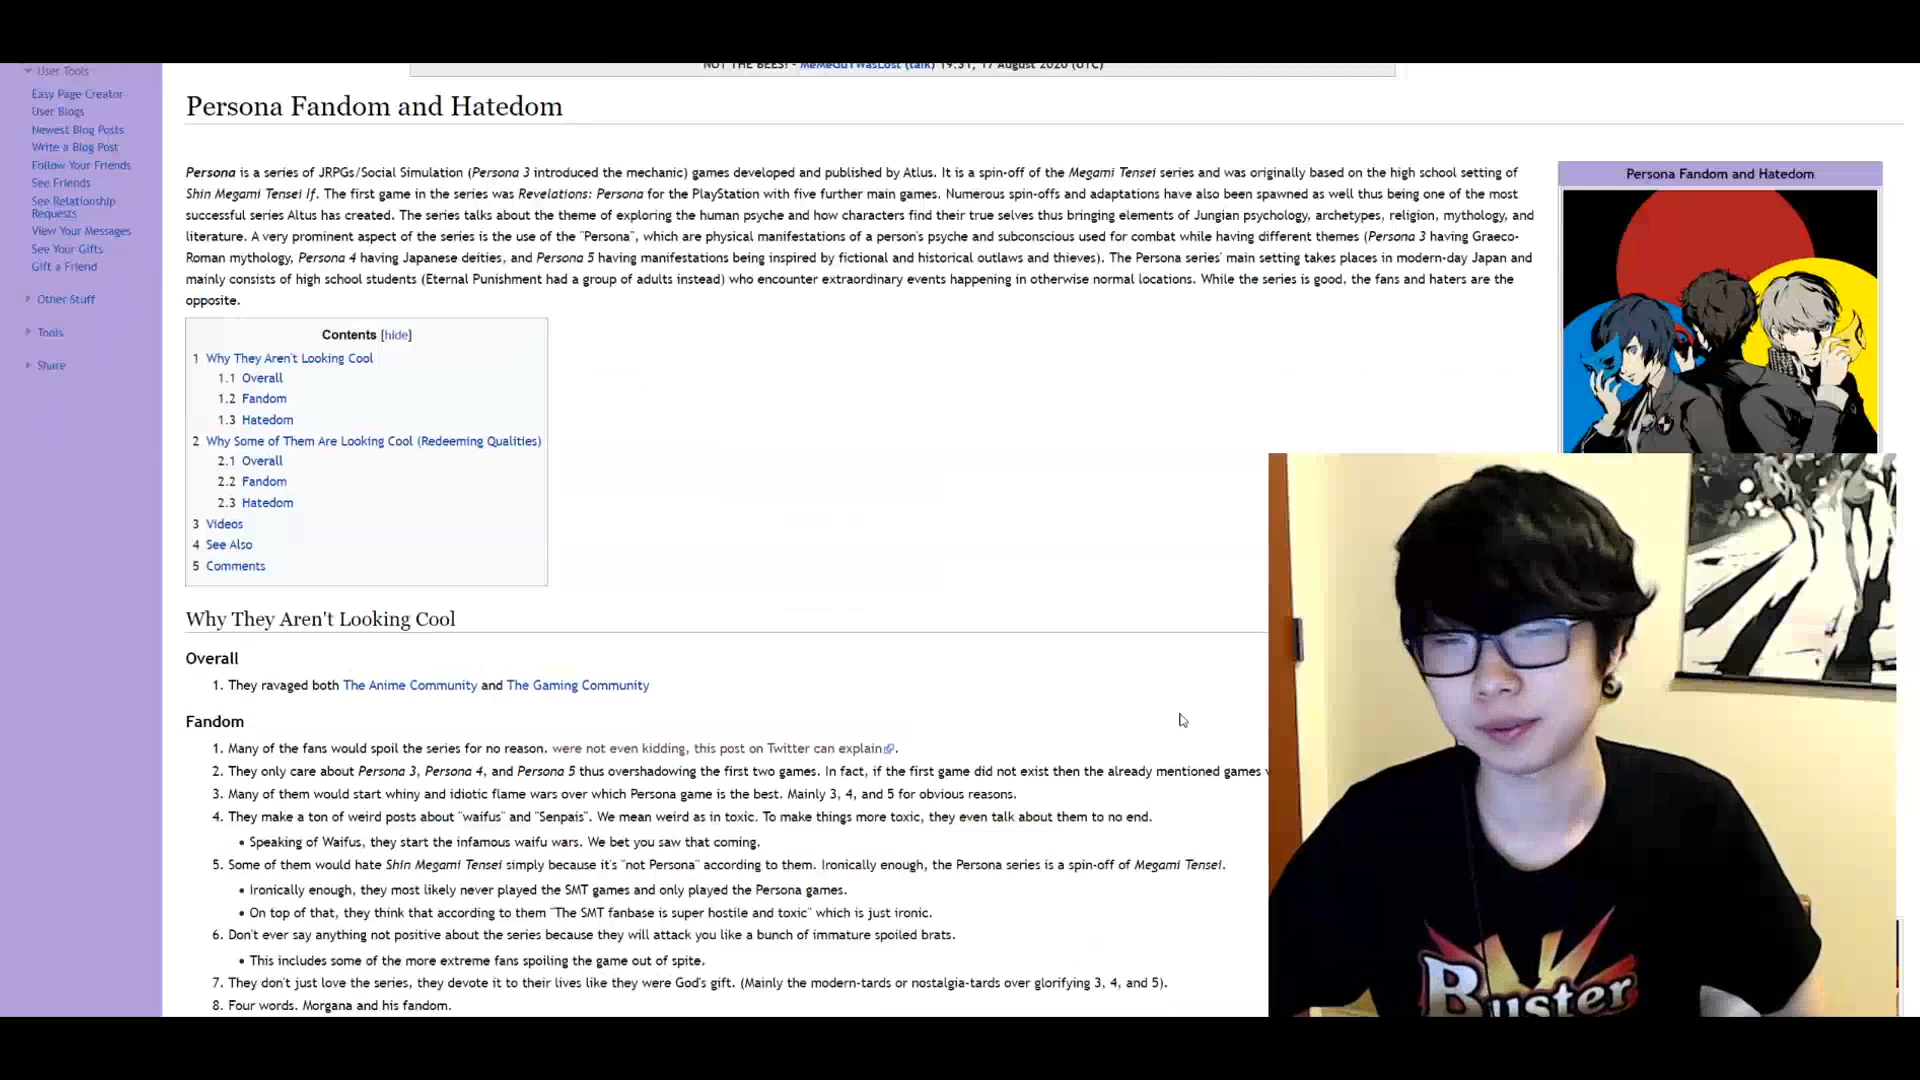 User Tools
Easy Page Creator
User Blogs
Newest Blog Posts
Write a Blog Post
Follow Your Friends
See Friends
See Relationship
Requests
View Your Messages
See Your Gifts
Gift a Friend
Other Stuff
Tools
Share
NOT THE BEES! - MeMeGuYWasLost (talk) 19:31, 17 August 2020 (UTC)
Persona Fandom and Hatedom
Persona is a series of JRPGs/Social Simulation (Persona 3 introduced the mechanic) games developed and published by Atlus. It is a spin-off of the Megami Tensei series and was originally based on the high school setting of
Shin Megami Tensei If. The first game in the series was Revelations: Persona for the PlayStation with five further main games. Numerous spin-offs and adaptations have also been spawned as well thus being one of the most
successful series Altus has created. The series talks about the theme of exploring the human psyche and how characters find their true selves thus bringing elements of Jungian psychology, archetypes, religion, mythology, and
literature. A very prominent aspect of the series is the use of the "Persona", which are physical manifestations of a person's psyche and subconscious used for combat while having different themes (Persona 3 having Graeco-
Roman mythology, Persona 4 having Japanese deities, and Persona 5 having manifestations being inspired by fictional and historical outlaws and thieves). The Persona series' main setting takes places in modern-day Japan and
mainly consists of high school students (Eternal Punishment had a group of adults instead) who encounter extraordinary events happening in otherwise normal locations. While the series is good, the fans and haters are the
opposite.
Persona Fandom and Hatedom
Contents [hide]
1 Why They Aren't Looking Cool
1.1 Overall
1.2 Fandom
1.3 Hatedom
2 Why Some of Them Are Looking Cool (Redeeming Qualities)
2.1 Overall
2.2 Fandom
2.3 Hatedom
3 Videos
4 See Also
5 Comments
Why They Aren't Looking Cool
Overall
1. They ravaged both The Anime Community and The Gaming Community
Fandom
1. Many of the fans would spoil the series for no reason. were not even kidding, this post on Twitter can explain.
2. They only care about Persona 3, Persona 4, and Persona 5 thus overshadowing the first two games. In fact, if the first game did not exist then the already mentioned games
3. Many of them would start whiny and idiotic flame wars over which Persona game is the best. Mainly 3, 4, and 5 for obvious reasons.
4. They make a ton of weird posts about "waifus" and "Senpais". We mean weird as in toxic. To make things more toxic, they even talk about them to no end.
• Speaking of Waifus, they start the infamous waifu wars. We bet you saw that coming.
5. Some of them would hate Shin Megami Tensei simply because it's "not Persona" according to them. Ironically enough, the Persona series is a spin-off of Megami Tensei.
• Ironically enough, they most likely never played the SMT games and only played the Persona games.
• On top of that, they think that according to them "The SMT fanbase is super hostile and toxic" which is just ironic.
6. Don't ever say anything not positive about the series because they will attack you like a bunch of immature spoiled brats.
• This includes some of the more extreme fans spoiling the game out of spite.
7. They don't just love the series, they devote it to their lives like they were God's gift. (Mainly the modern-tards or nostalgia-tards over glorifying 3, 4, and 5).
8. Four words. Morgana and his fandom.
Buster